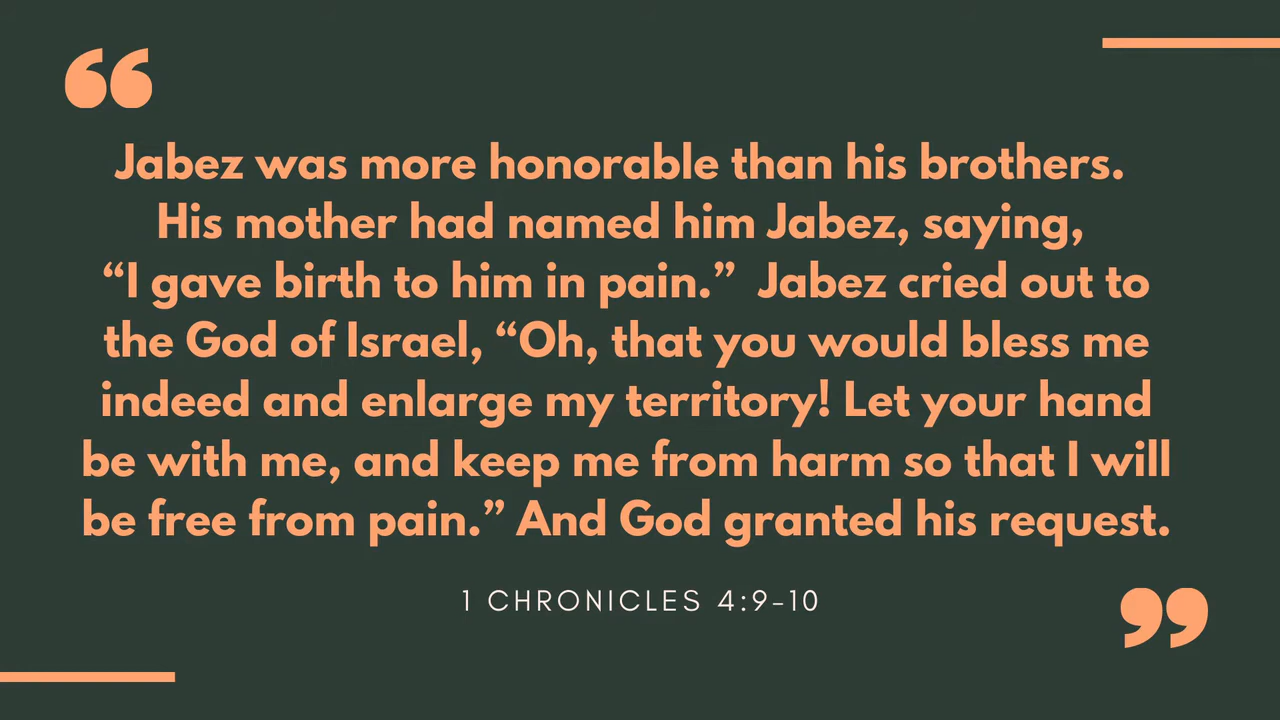 “
Jabez was more honorable than his brothers.
His mother had named him Jabez, saying,
“I gave birth to him in pain.”  Jabez cried out to
the God of Israel, “Oh, that you would bless me
indeed and enlarge my territory! Let your hand
be with me, and keep me from harm so that I will
be free from pain.” And God granted his request.
1 CHRONICLES 4:9-10
”